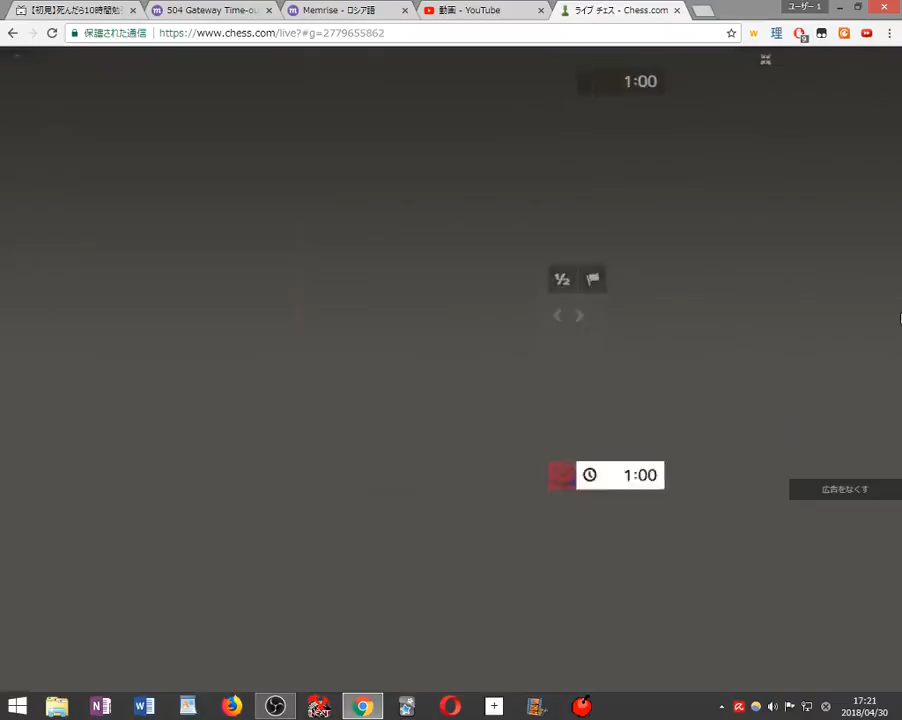 【初見】死んだら10時間勉強
504 Gateway Time-ou
Memrise - ロシア語
動画 - YouTube
ライブ チェス - Chess.com
ユーザー 1
保護された通信
https://www.chess.com/live?#g=2779655862
1:00
½
1:00
広告をなくす
17:21
2018/04/30